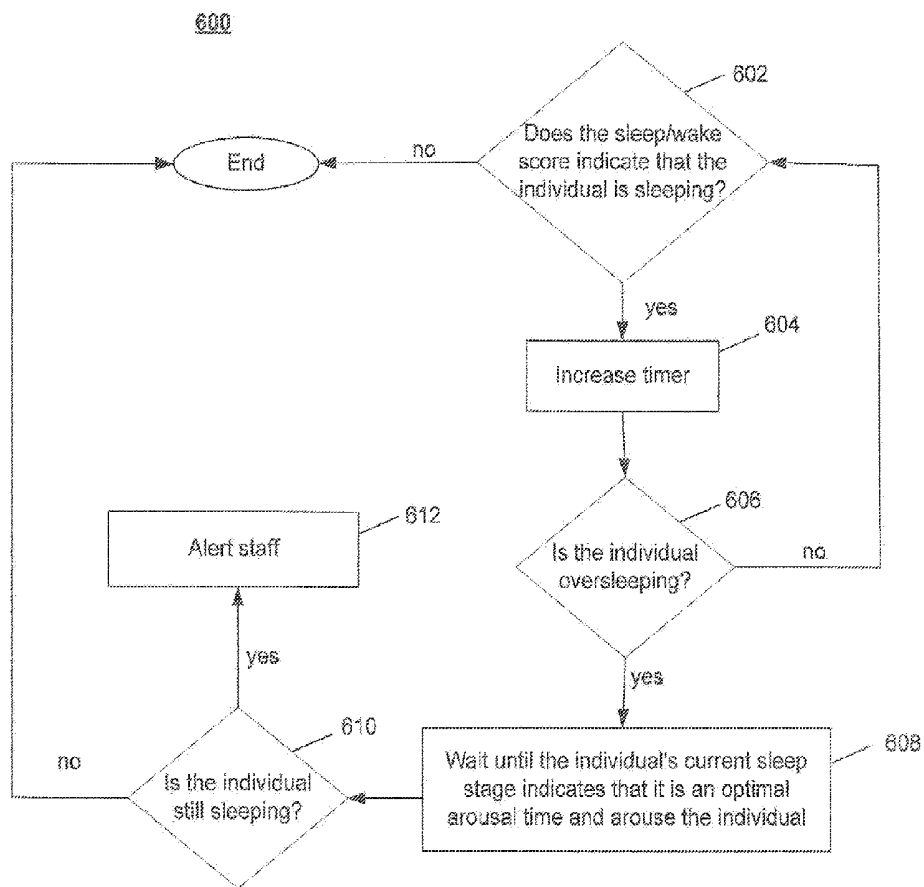 600
602
Does the sleep/wake
score indicate that the
individual is sleeping?
no
End
yes
604
Increase timer
606
Is the individual
oversleeping?
no
612
Alert staff
yes
yes
608
Wait until the individual's current sleep
stage indicates that it is an optimal
arousal time and arouse the individual
610
Is the individual
still sleeping?
no